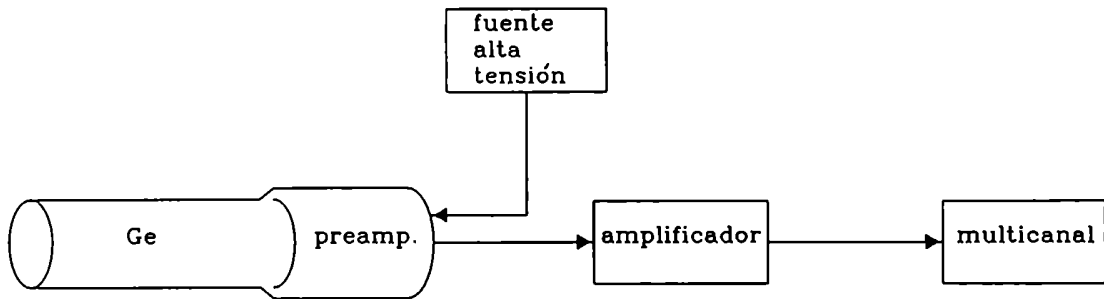 fuente
alta
tensión
Ge
preamp.
amplificador
multicanal